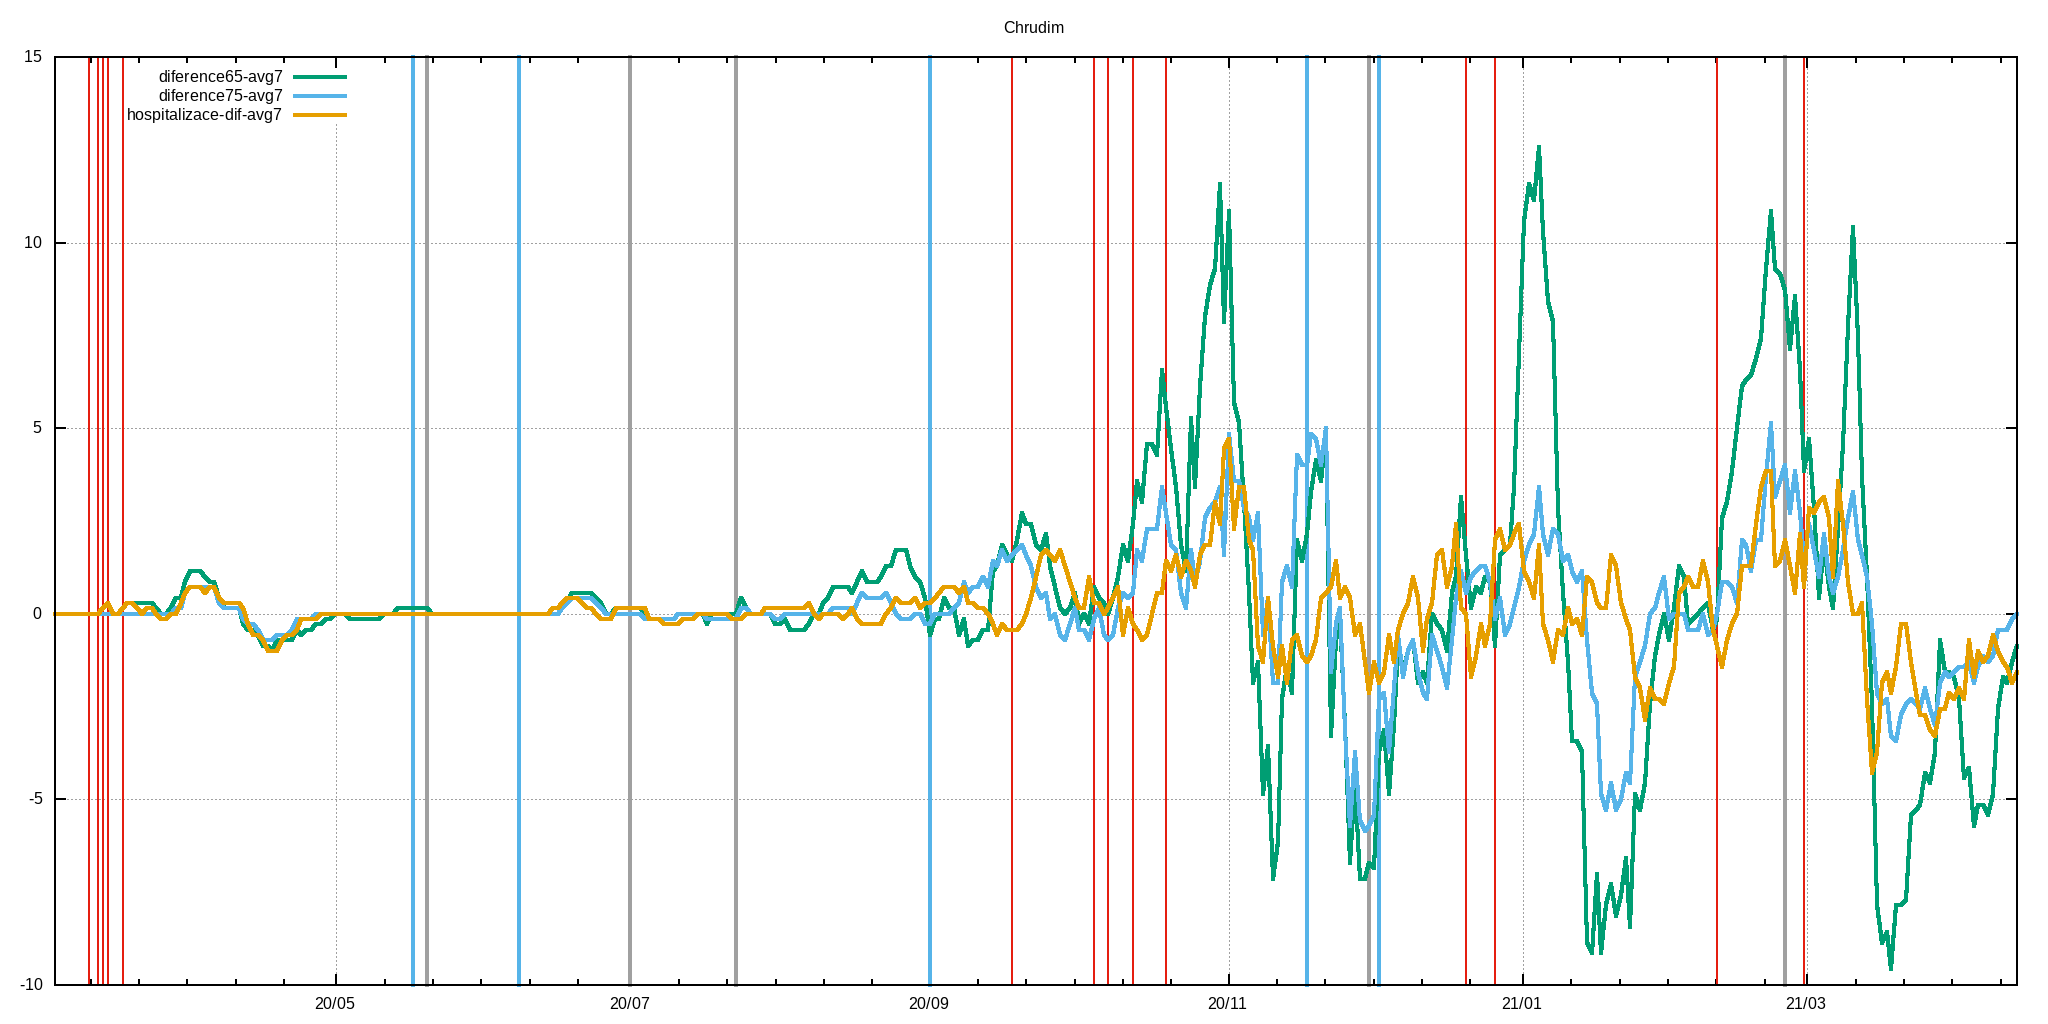 Chrudim
15
diference65-avg7
diference75-avg7
hospitalizace-dif-avg7
10
5
0
-5
-10
20/05 20/07 20/09 20/11 21/01 21/03